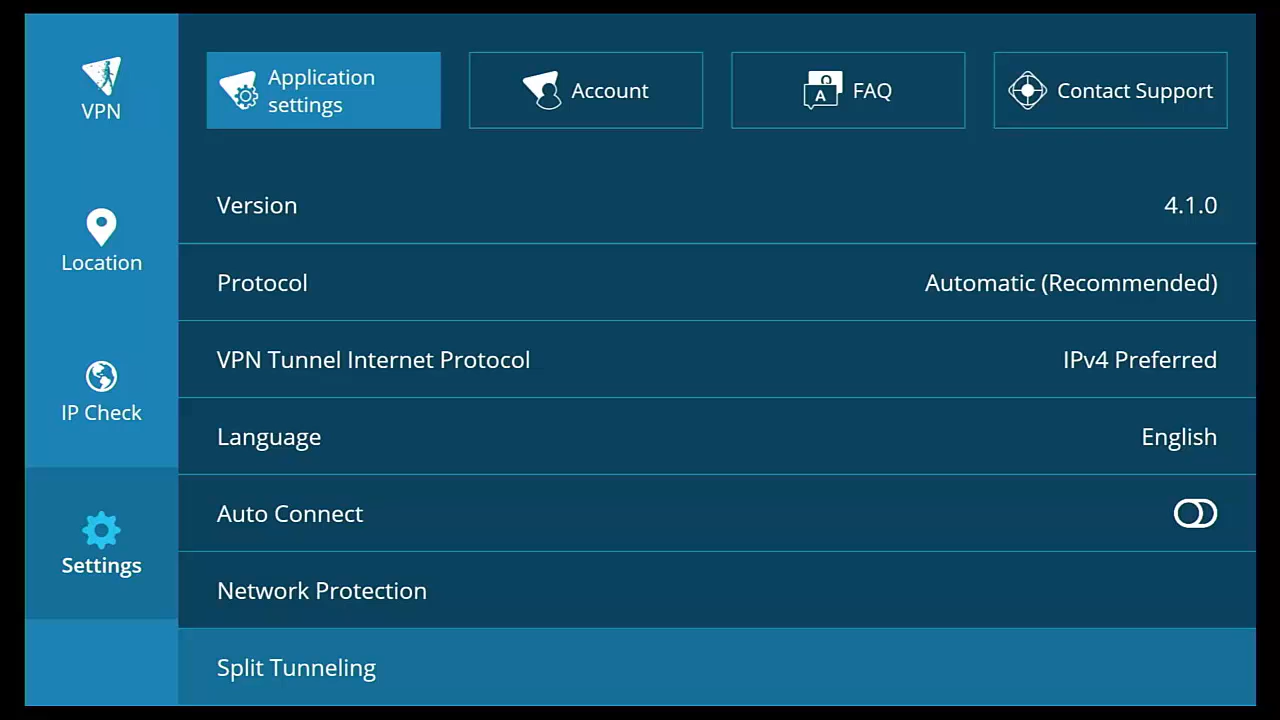 VPN
Location
IP Check
Settings
Application
settings
Account
FAQ
Contact Support
Version 4.1.0
Protocol Automatic (Recommended)
VPN Tunnel Internet Protocol IPv4 Preferred
Language English
Auto Connect
Network Protection
Split Tunneling